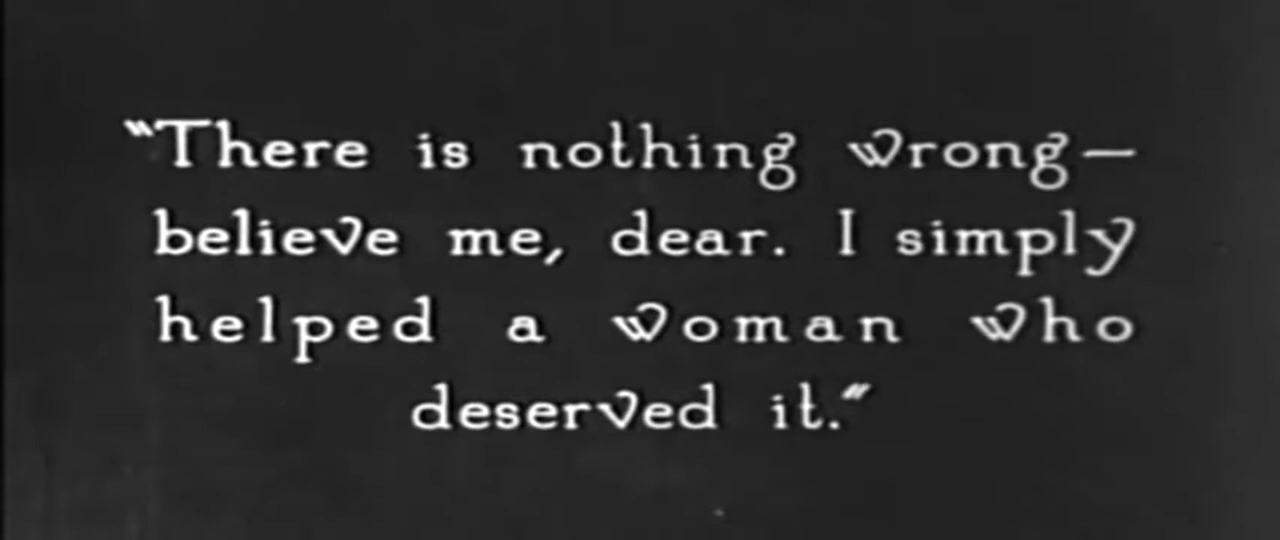 “There is nothing wrong—
believe me, dear. I simply
helped a woman who
deserved it.”